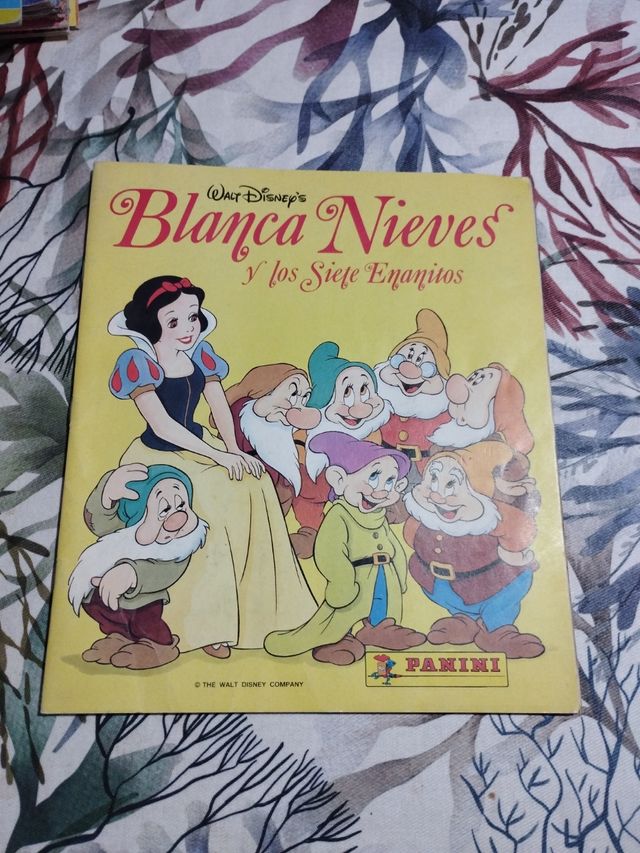 Walt Disney's
Blanca Nieves
y los Siete Enanitos
PANINI
© THE WALT DISNEY COMPANY